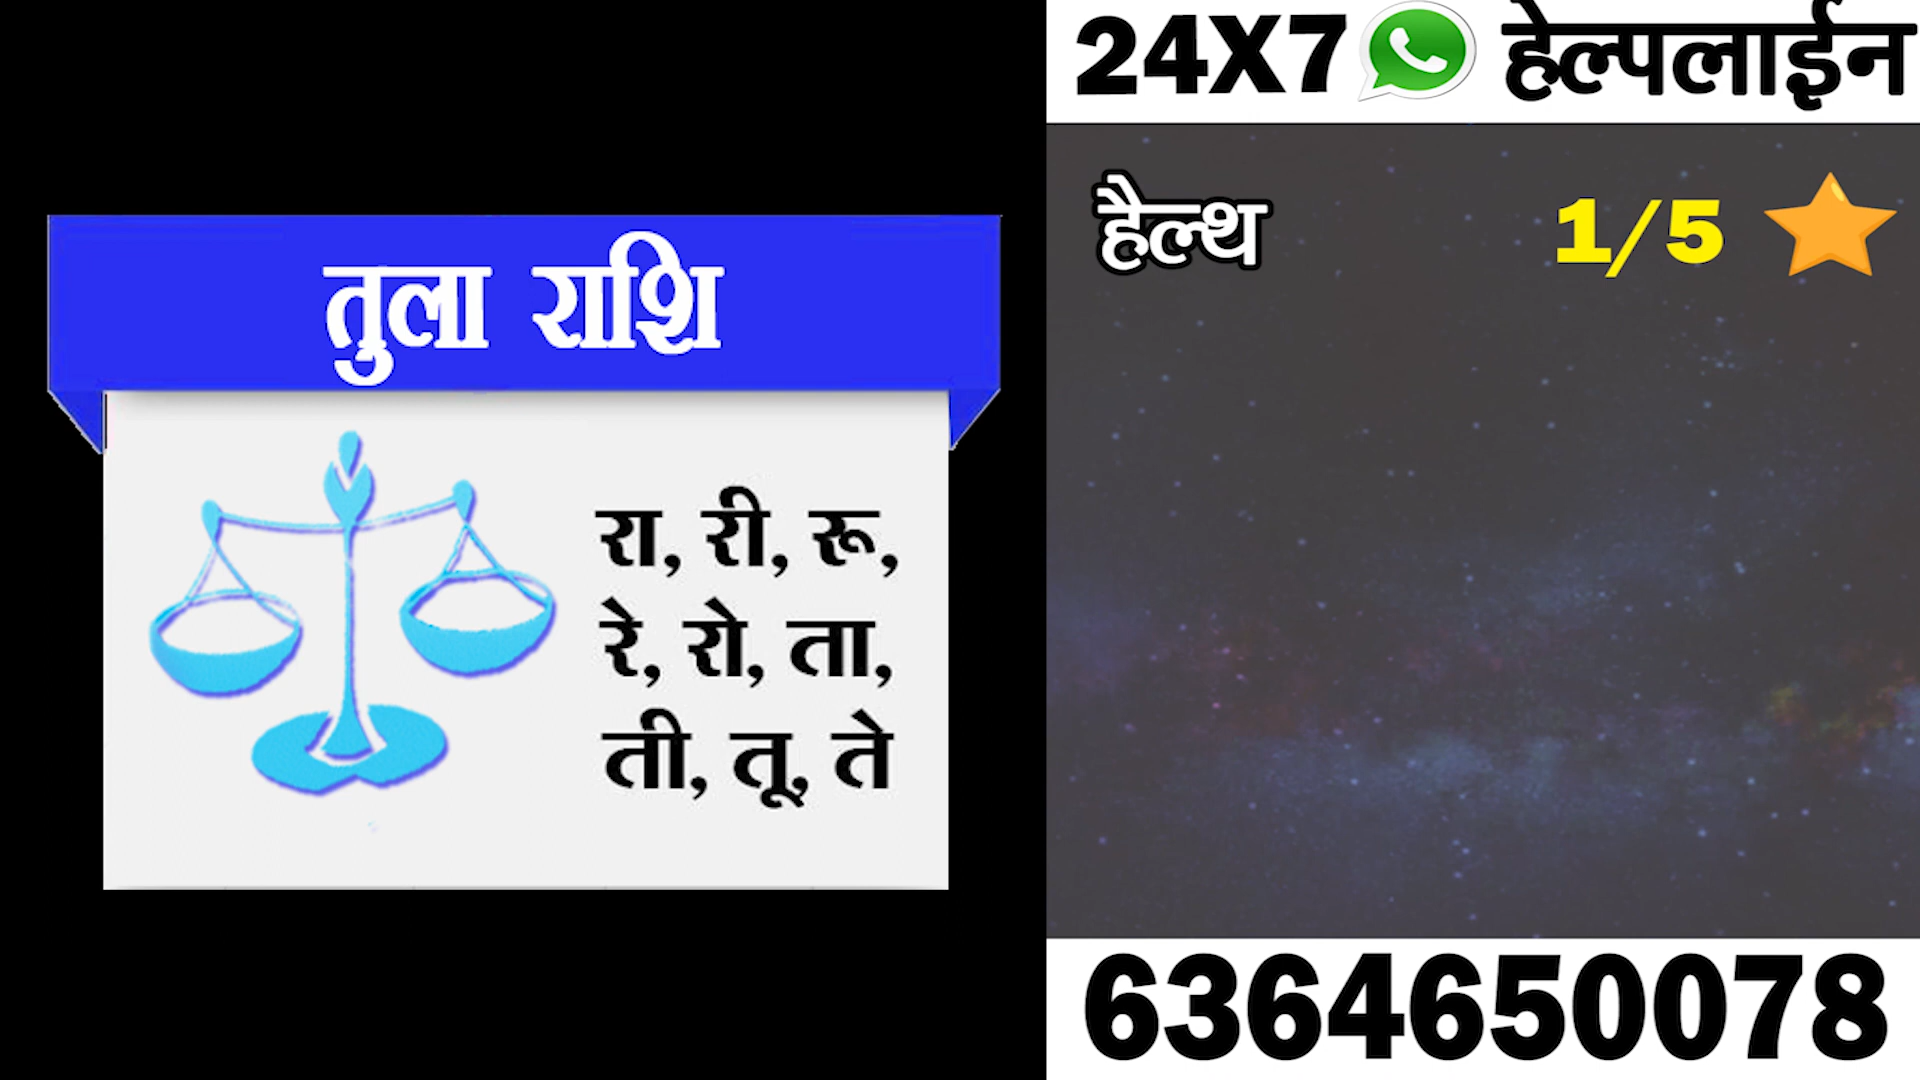 तुला राशि
रा, री, रू,
रे, रो, ता,
ती, तू, ते
24X7 हेल्पलाईन
हैल्थ 1/5
6364650078